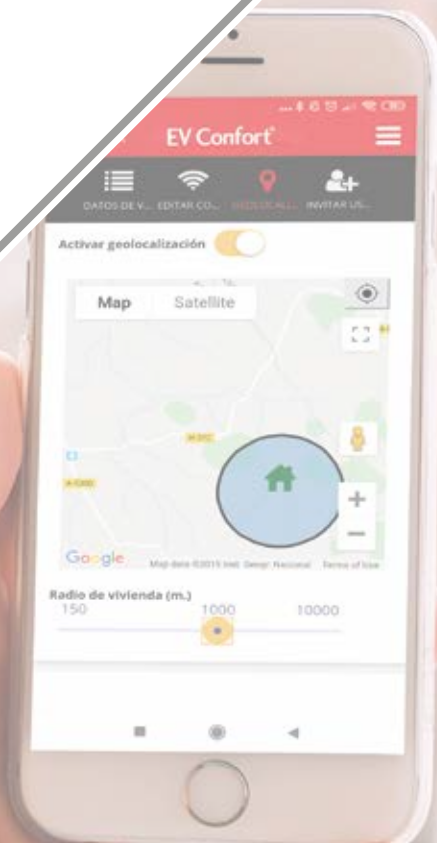 EV Confort®
DATOS DE V... EDITAR CO... GEOLOCALI... INVITAR US...
Activar geolocalización
Map Satellite
Google
Radio de vivienda (m.)
150 1000 10000